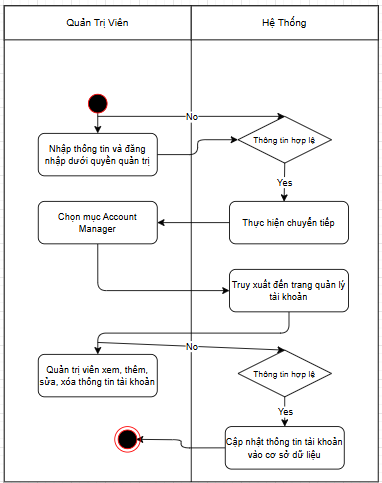 Quản Trị Viên
Hệ Thống
No
Nhập thông tin và đăng
nhập dưới quyền quản trị
Thông tin hợp lệ
Yes
Chọn mục Account
Manager
Thực hiện chuyển tiếp
Truy xuất đến trang quản lý
tài khoản
No
Quản trị viên xem, thêm,
sửa, xóa thông tin tài khoản
Thông tin hợp lệ
Yes
Cập nhật thông tin tài khoản
vào cơ sở dữ liệu